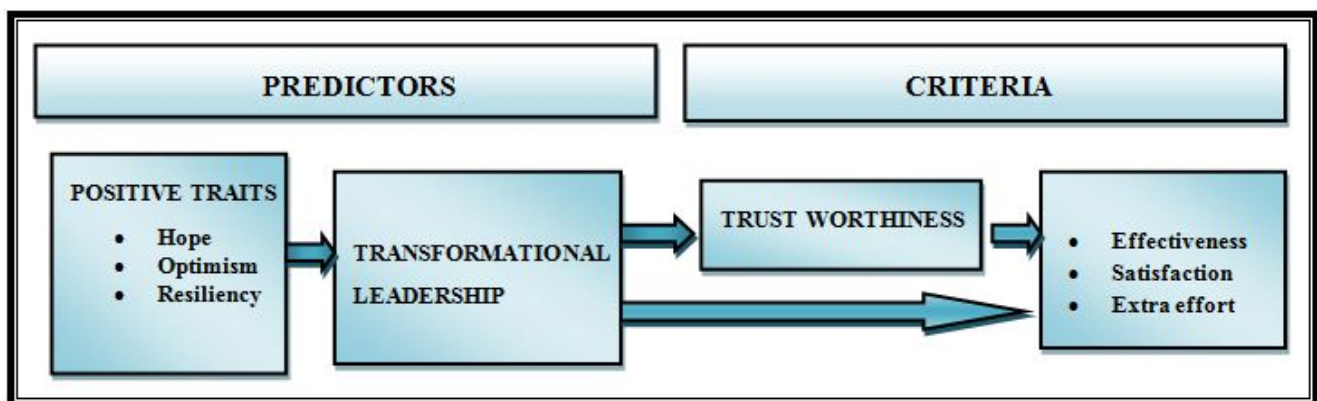 PREDICTORS
CRITERIA
POSITIVE TRAITS
• Hope
• Optimism
• Resiliency
TRANSFORMATIONAL
LEADERSHIP
TRUST WORTHINESS
• Effectiveness
• Satisfaction
• Extra effort